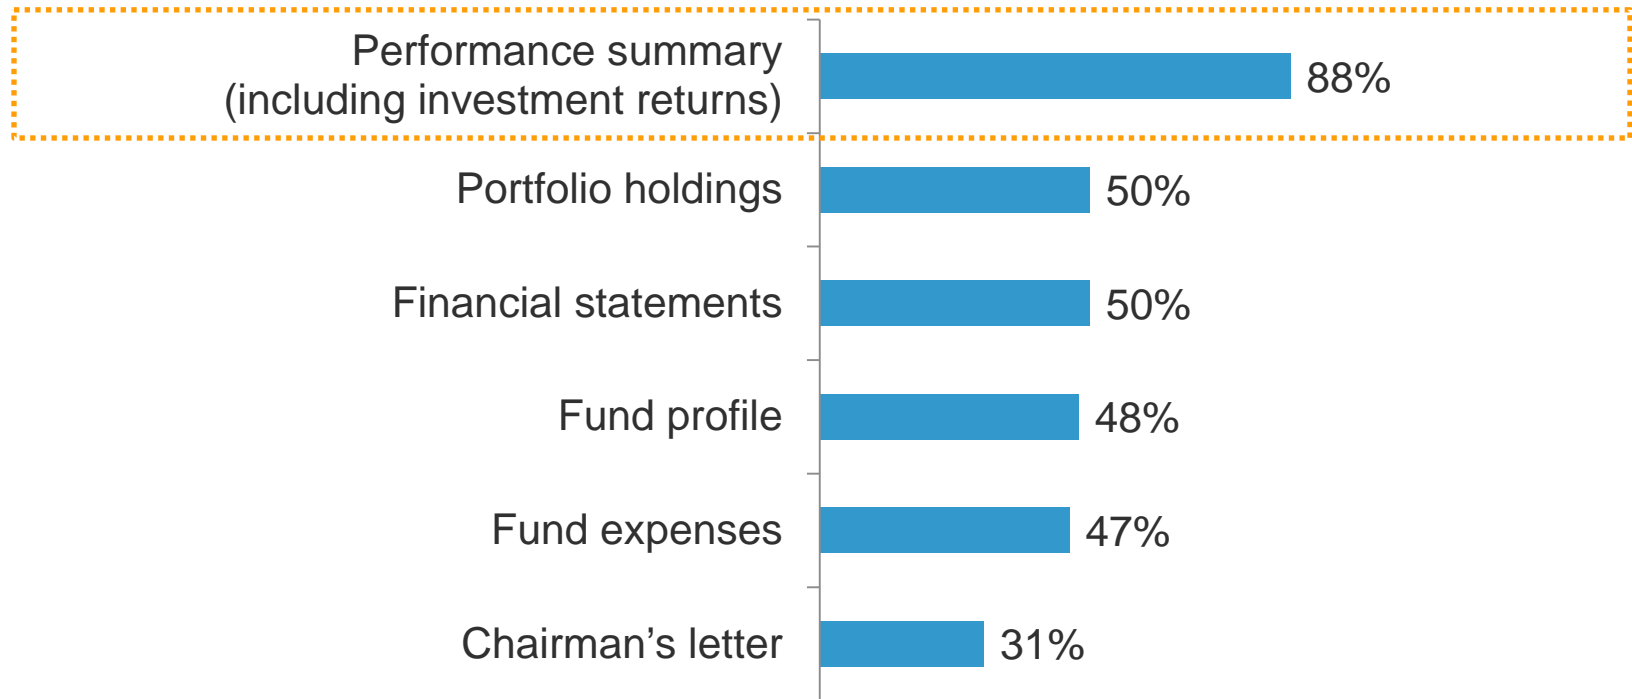 Performance summary
(including investment returns)
88%
Portfolio holdings
50%
Financial statements
50%
Fund profile
48%
Fund expenses
47%
Chairman’s letter
31%